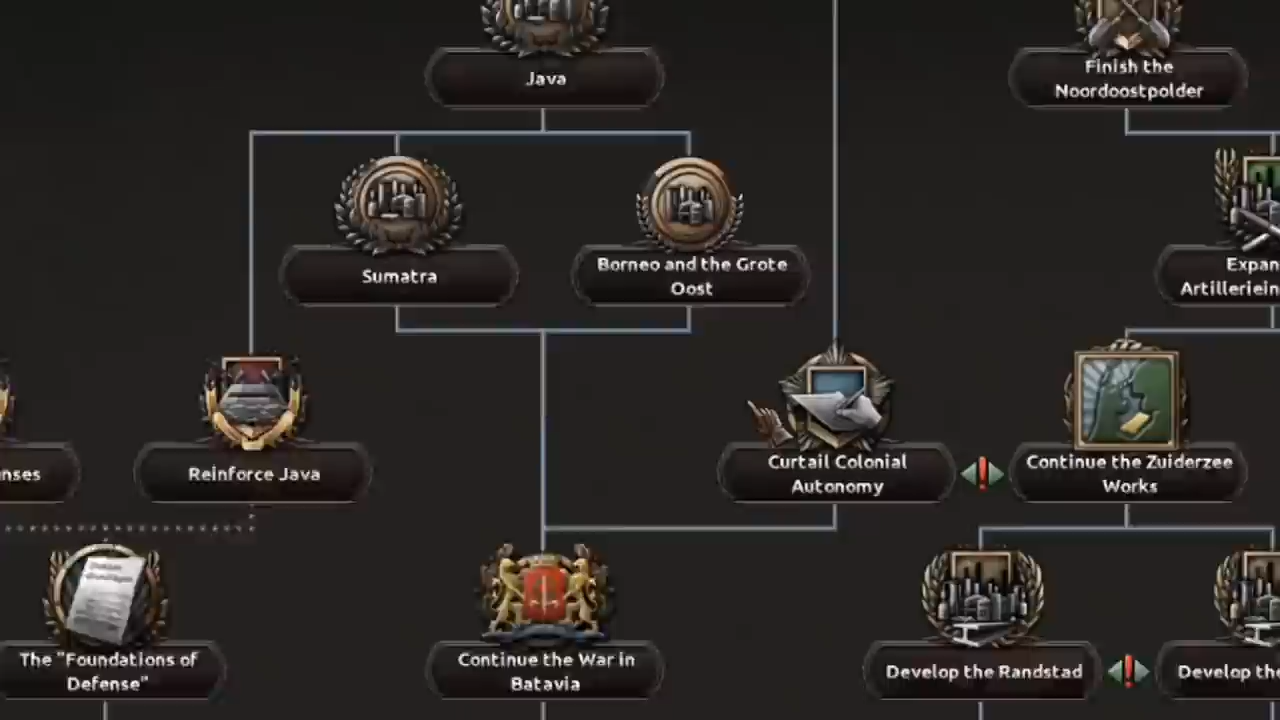 Java
Finish the
Noordoostpolder
Sumatra
Borneo and the Grote
Oost
Expan
Artilleriein
nses
Reinforce Java
Curtail Colonial
Autonomy
Continue the Zuiderzee
Works
The "Foundations of
Defense"
Continue the War in
Batavia
Develop the Randstad
Develop the